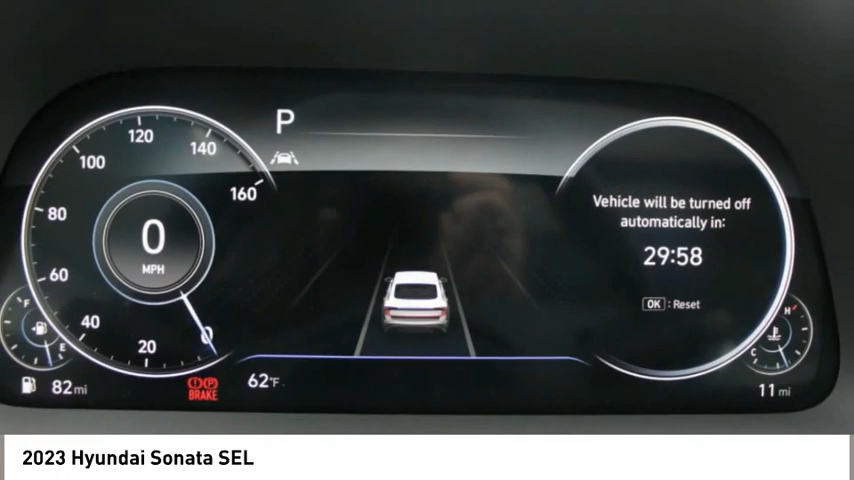 120
100
140
160
80
60
40
20
0
0
MPH
P
Vehicle will be turned off
automatically in:
29:58
OK : Reset
F
E
H
C
82mi
BRAKE
62°F
11 mi
2023 Hyundai Sonata SEL